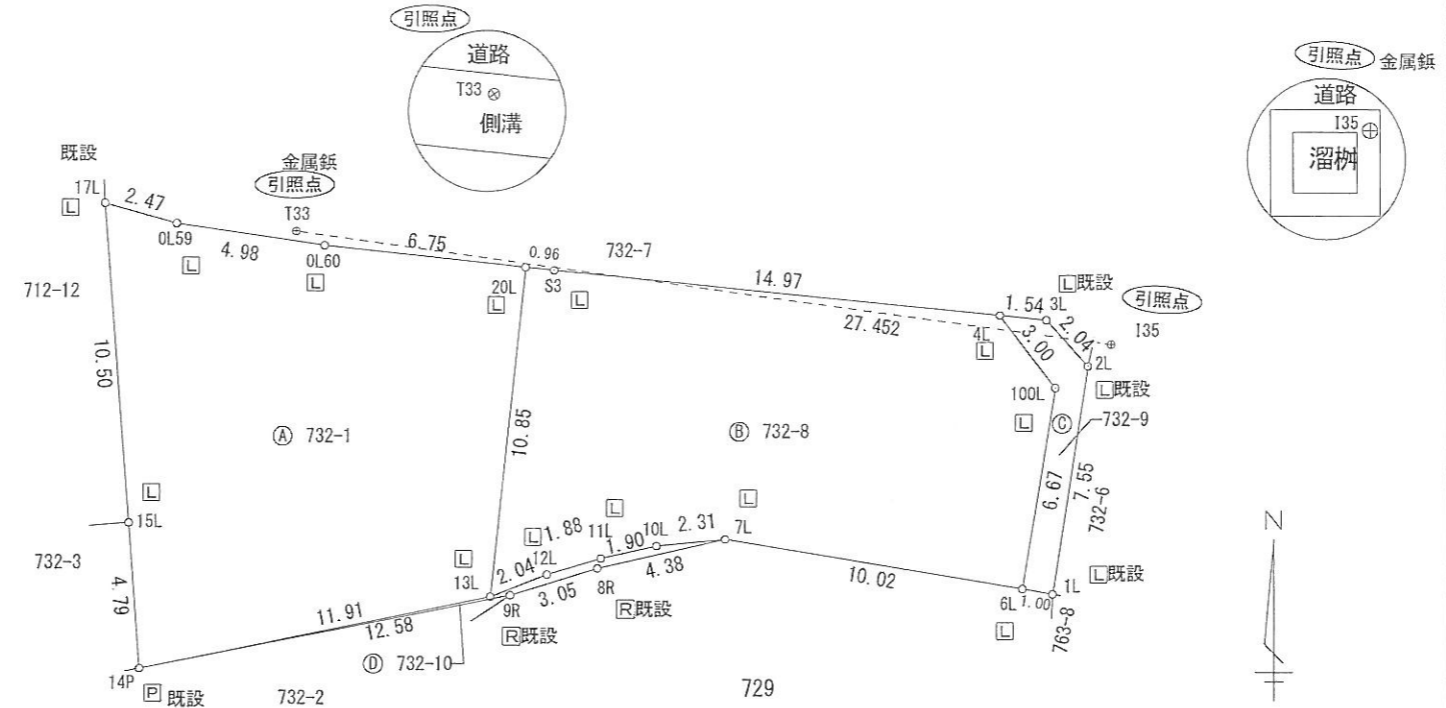 引照点
道路
T33
側溝
引照点 金属鋲
道路
I35
溜桝
既設
17L
L
2.47
0L59
L
金属鋲
引照点
T33
4.98
0L60
L
6.75
0.96
732-7
20L
L
S3
L
14.97
27.452
1.54
L既設
3L
引照点
I35
2.04
4L
L
3.00
2L
L既設
100L
L
C
732-9
712-12
10.50
A 732-1
10.85
B 732-8
6.67
7.55
732-6
L
15L
732-3
4.79
L
13L
2.04
L
12L
1.88
L
11L
1.90
10L
2.31
L
7L
10.02
4.38
8R
R既設
3.05
9R
R既設
11.91
12.58
D 732-10
14P
P 既設
732-2
6L
L
1.00
1L
L既設
763-8
729
N